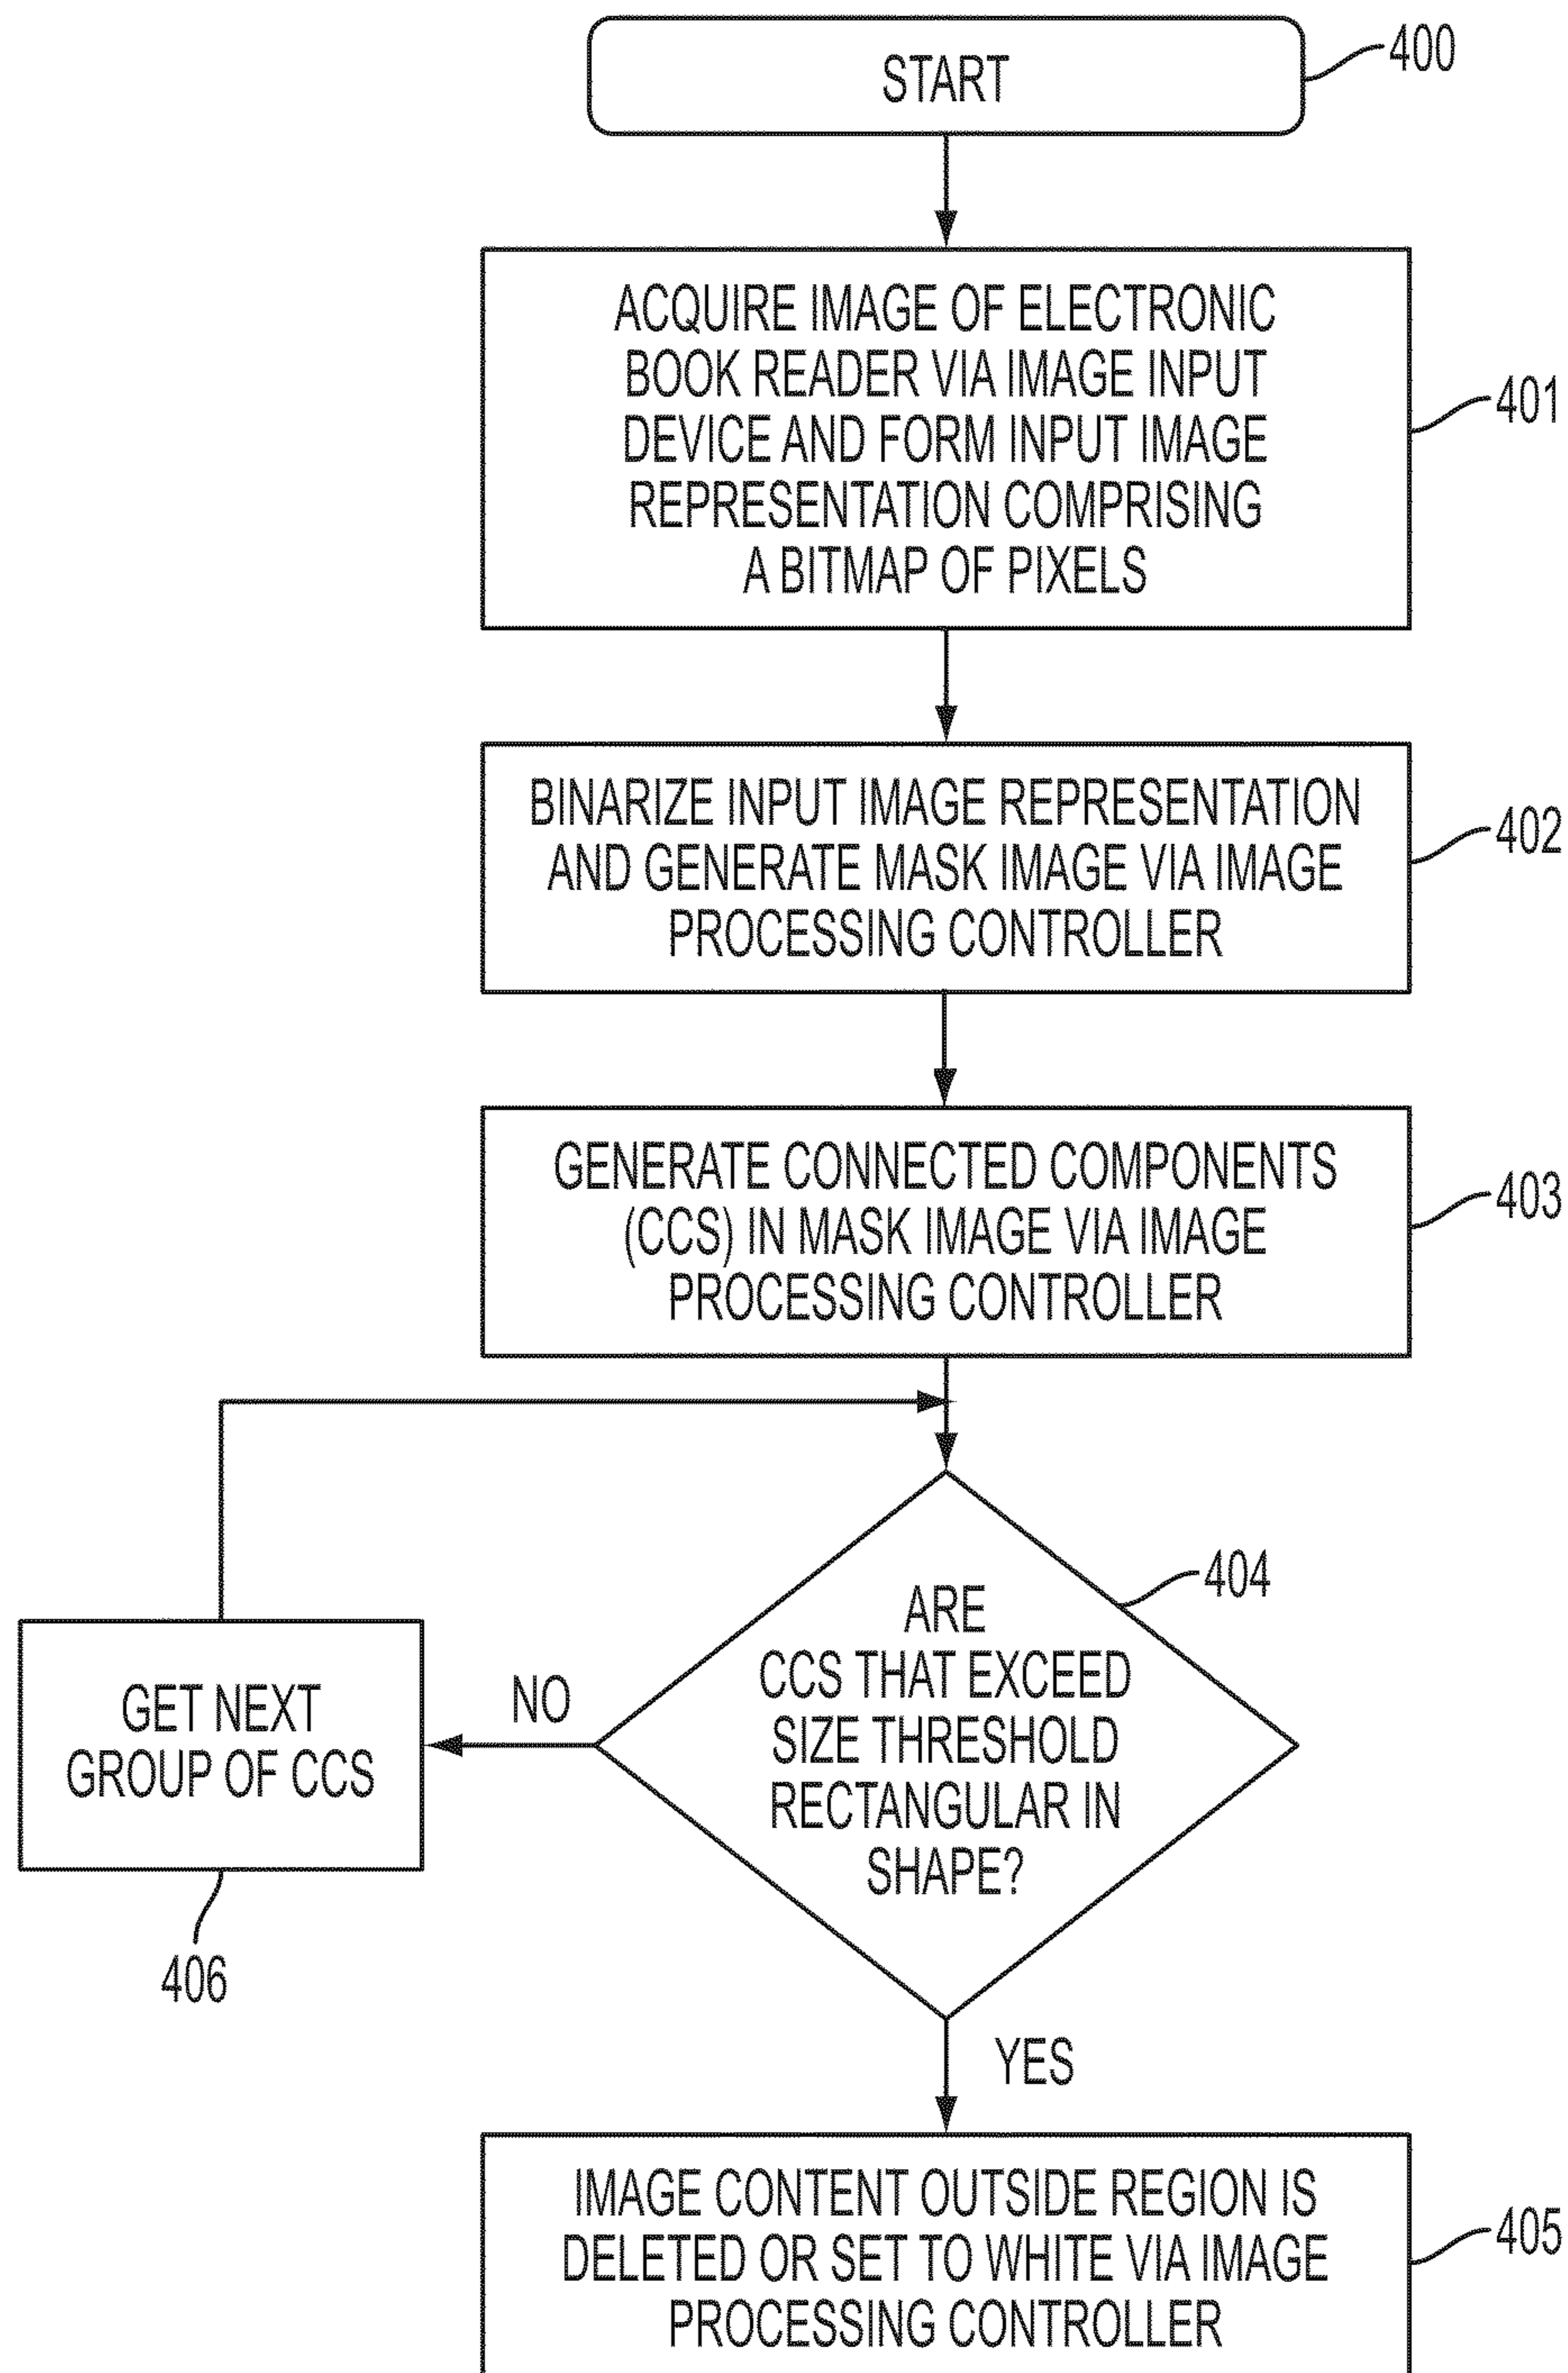 START
400
ACQUIRE IMAGE OF ELECTRONIC
BOOK READER VIA IMAGE INPUT
DEVICE AND FORM INPUT IMAGE
REPRESENTATION COMPRISING
A BITMAP OF PIXELS
401
BINARIZE INPUT IMAGE REPRESENTATION
AND GENERATE MASK IMAGE VIA IMAGE
PROCESSING CONTROLLER
402
GENERATE CONNECTED COMPONENTS
(CCS) IN MASK IMAGE VIA IMAGE
PROCESSING CONTROLLER
403
ARE
CCS THAT EXCEED
SIZE THRESHOLD
RECTANGULAR IN
SHAPE?
404
NO
GET NEXT
GROUP OF CCS
406
YES
IMAGE CONTENT OUTSIDE REGION IS
DELETED OR SET TO WHITE VIA IMAGE
PROCESSING CONTROLLER
405